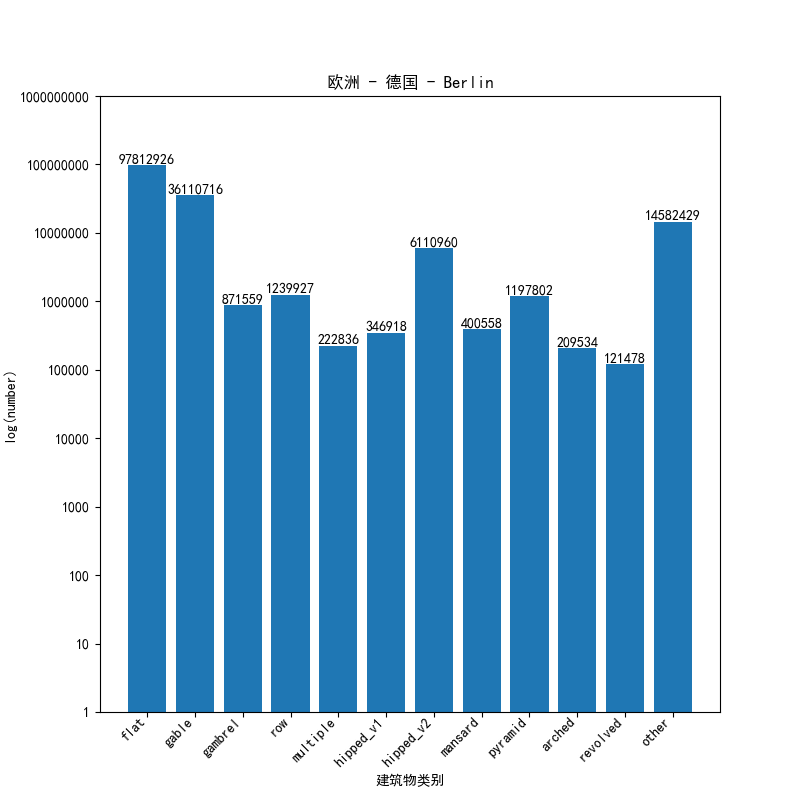 欧洲 - 德国 - Berlin
1000000000
100000000
10000000
1000000
100000
10000
1000
100
10
1
log(number)
97812926
36110716
871559
1239927
222836
346918
6110960
400558
1197802
209534
121478
14582429
flat
gable
gambrel
row
multiple
hipped_v1
hipped_v2
mansard
pyramid
arched
revolved
other
建筑物类别